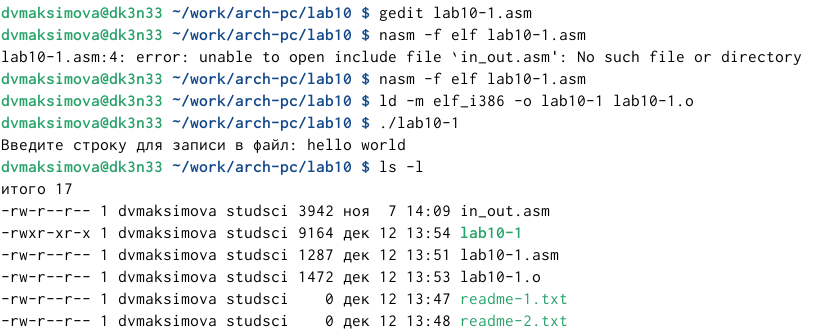 dvmaksimova@dk3n33 ~/work/arch-pc/lab10 $ gedit lab10-1.asm
dvmaksimova@dk3n33 ~/work/arch-pc/lab10 $ nasm -f elf lab10-1.asm
lab10-1.asm:4: error: unable to open include file `in_out.asm': No such file or directory
dvmaksimova@dk3n33 ~/work/arch-pc/lab10 $ nasm -f elf lab10-1.asm
dvmaksimova@dk3n33 ~/work/arch-pc/lab10 $ ld -m elf_i386 -o lab10-1 lab10-1.o
dvmaksimova@dk3n33 ~/work/arch-pc/lab10 $ ./lab10-1
Введите строку для записи в файл: hello world
dvmaksimova@dk3n33 ~/work/arch-pc/lab10 $ ls -l
итого 17
-rw-r--r-- 1 dvmaksimova studsci 3942 ноя  7 14:09 in_out.asm
-rwxr-xr-x 1 dvmaksimova studsci 9164 дек 12 13:54 lab10-1
-rw-r--r-- 1 dvmaksimova studsci 1287 дек 12 13:51 lab10-1.asm
-rw-r--r-- 1 dvmaksimova studsci 1472 дек 12 13:53 lab10-1.o
-rw-r--r-- 1 dvmaksimova studsci    0 дек 12 13:47 readme-1.txt
-rw-r--r-- 1 dvmaksimova studsci    0 дек 12 13:48 readme-2.txt